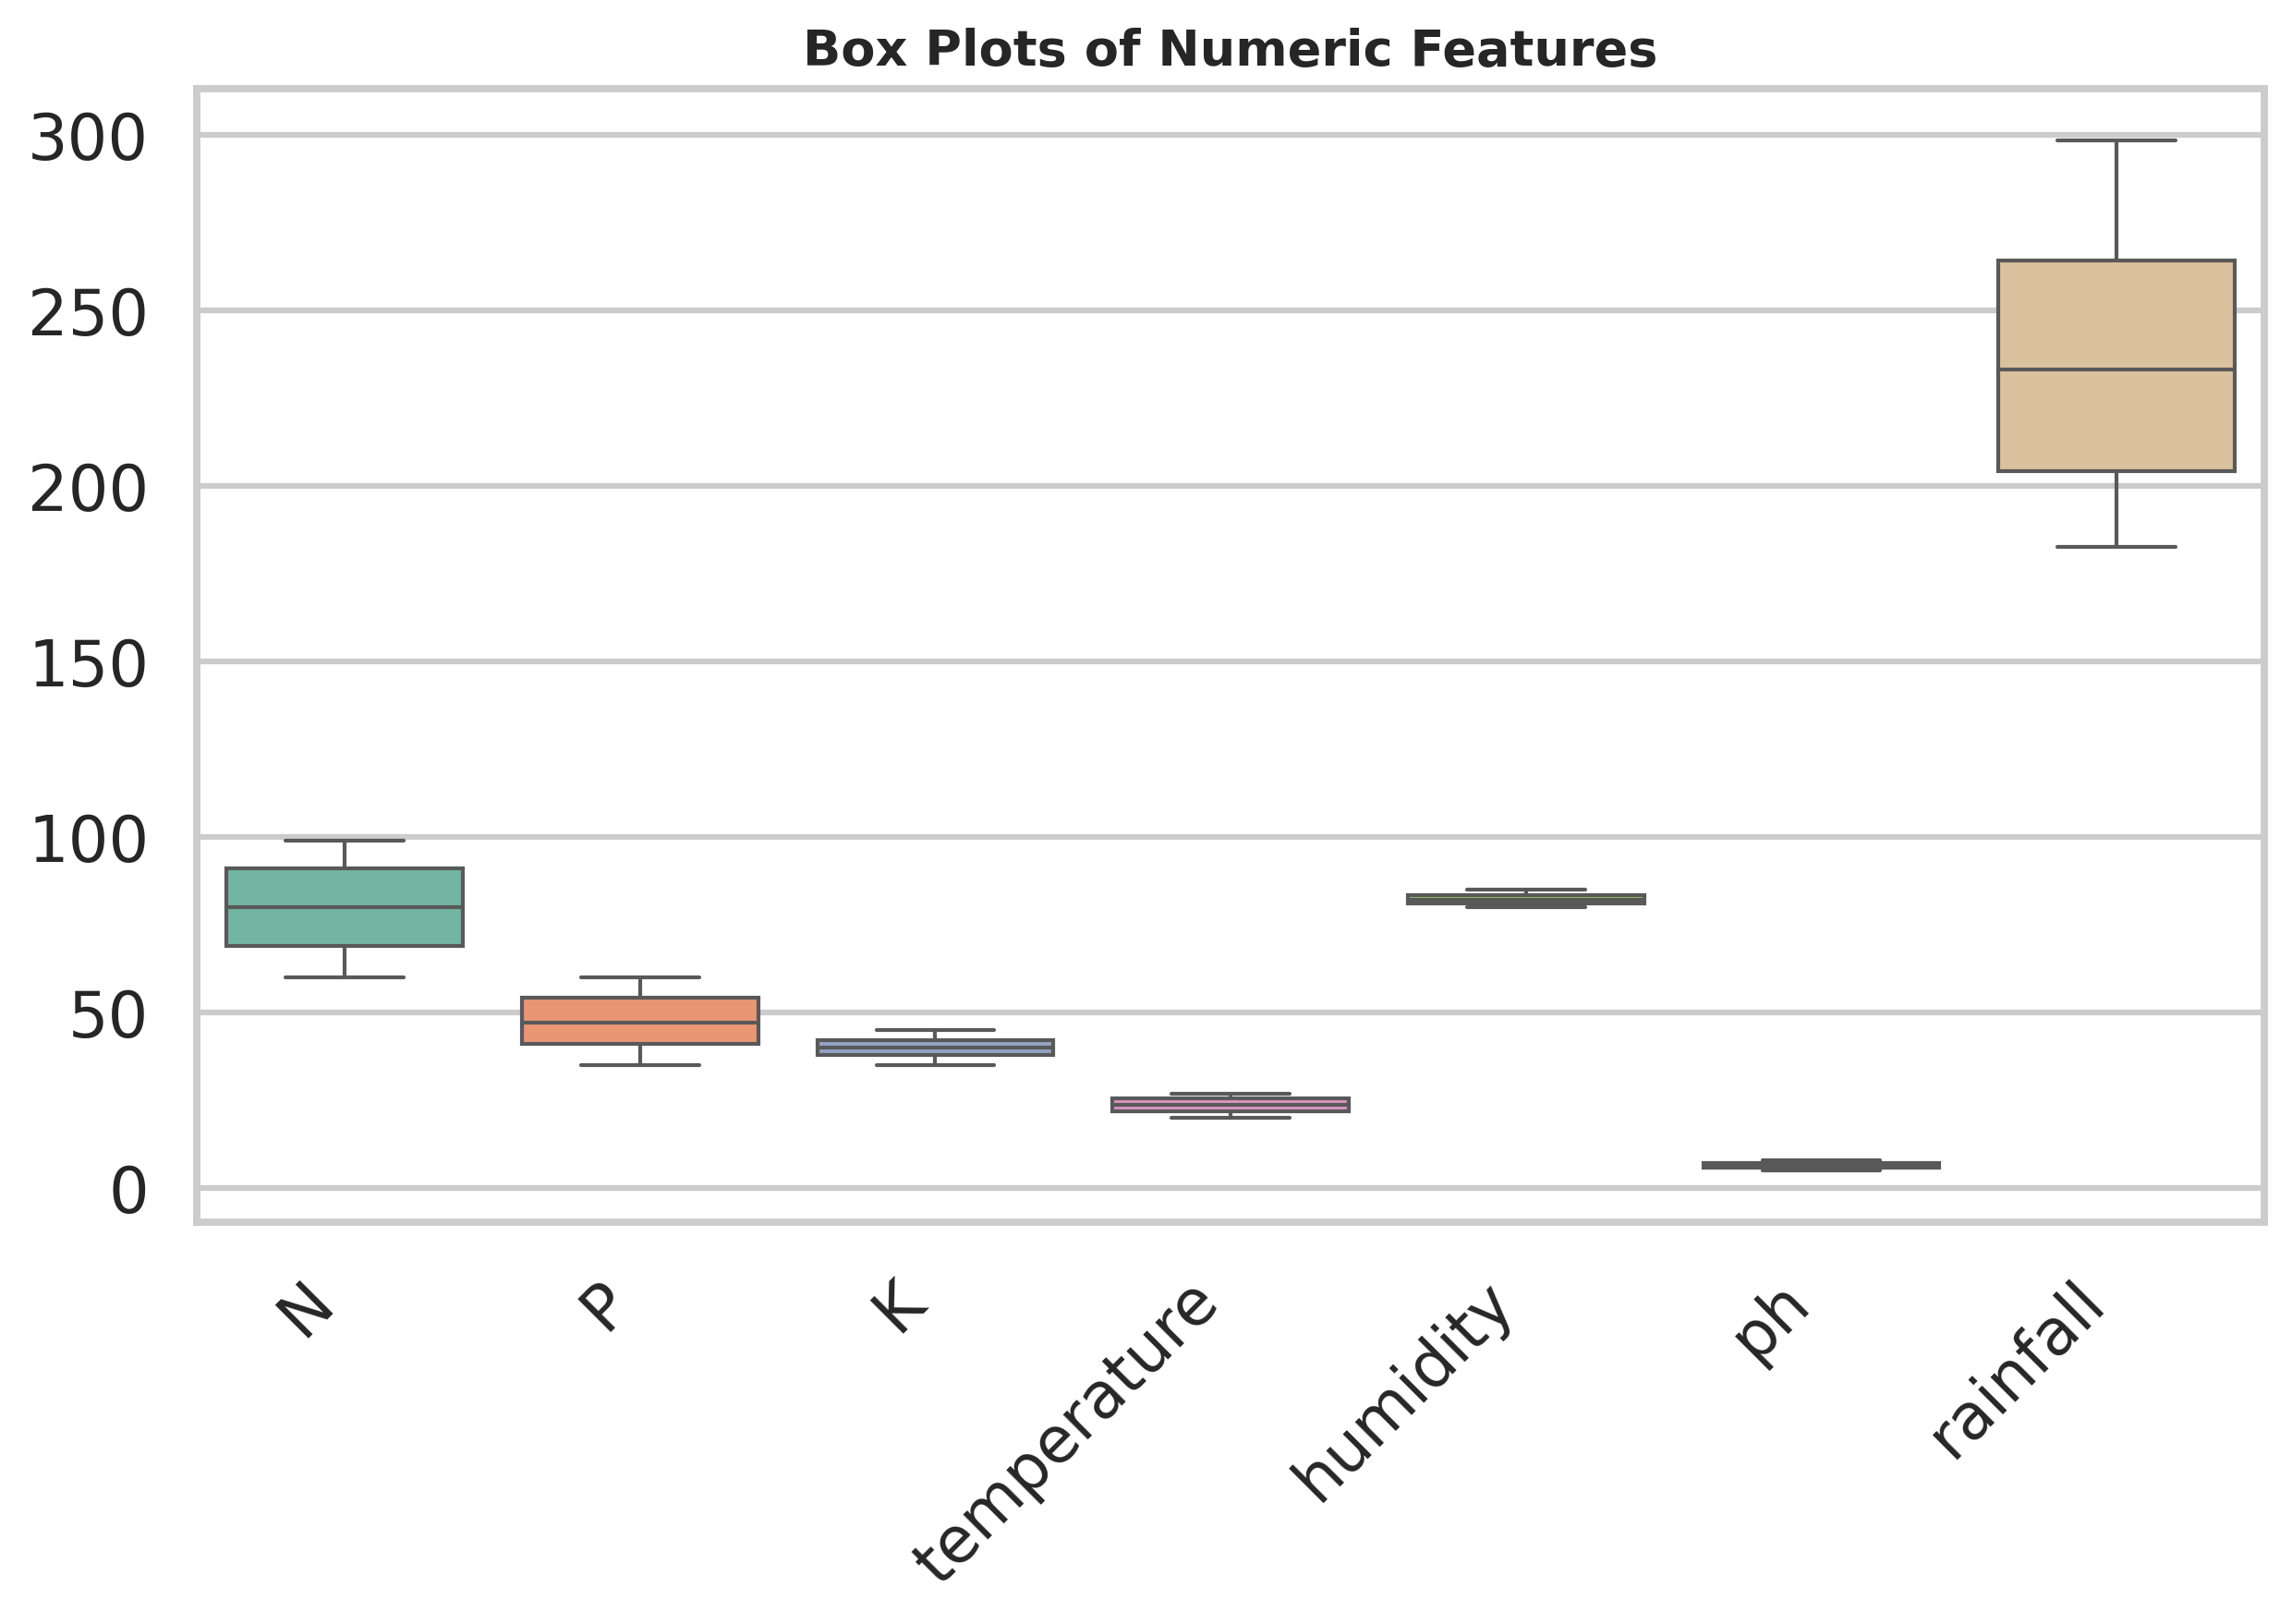 Box Plots of Numeric Features
300
250
200
150
100
50
0
N
P
K
temperature
humidity
ph
rainfall